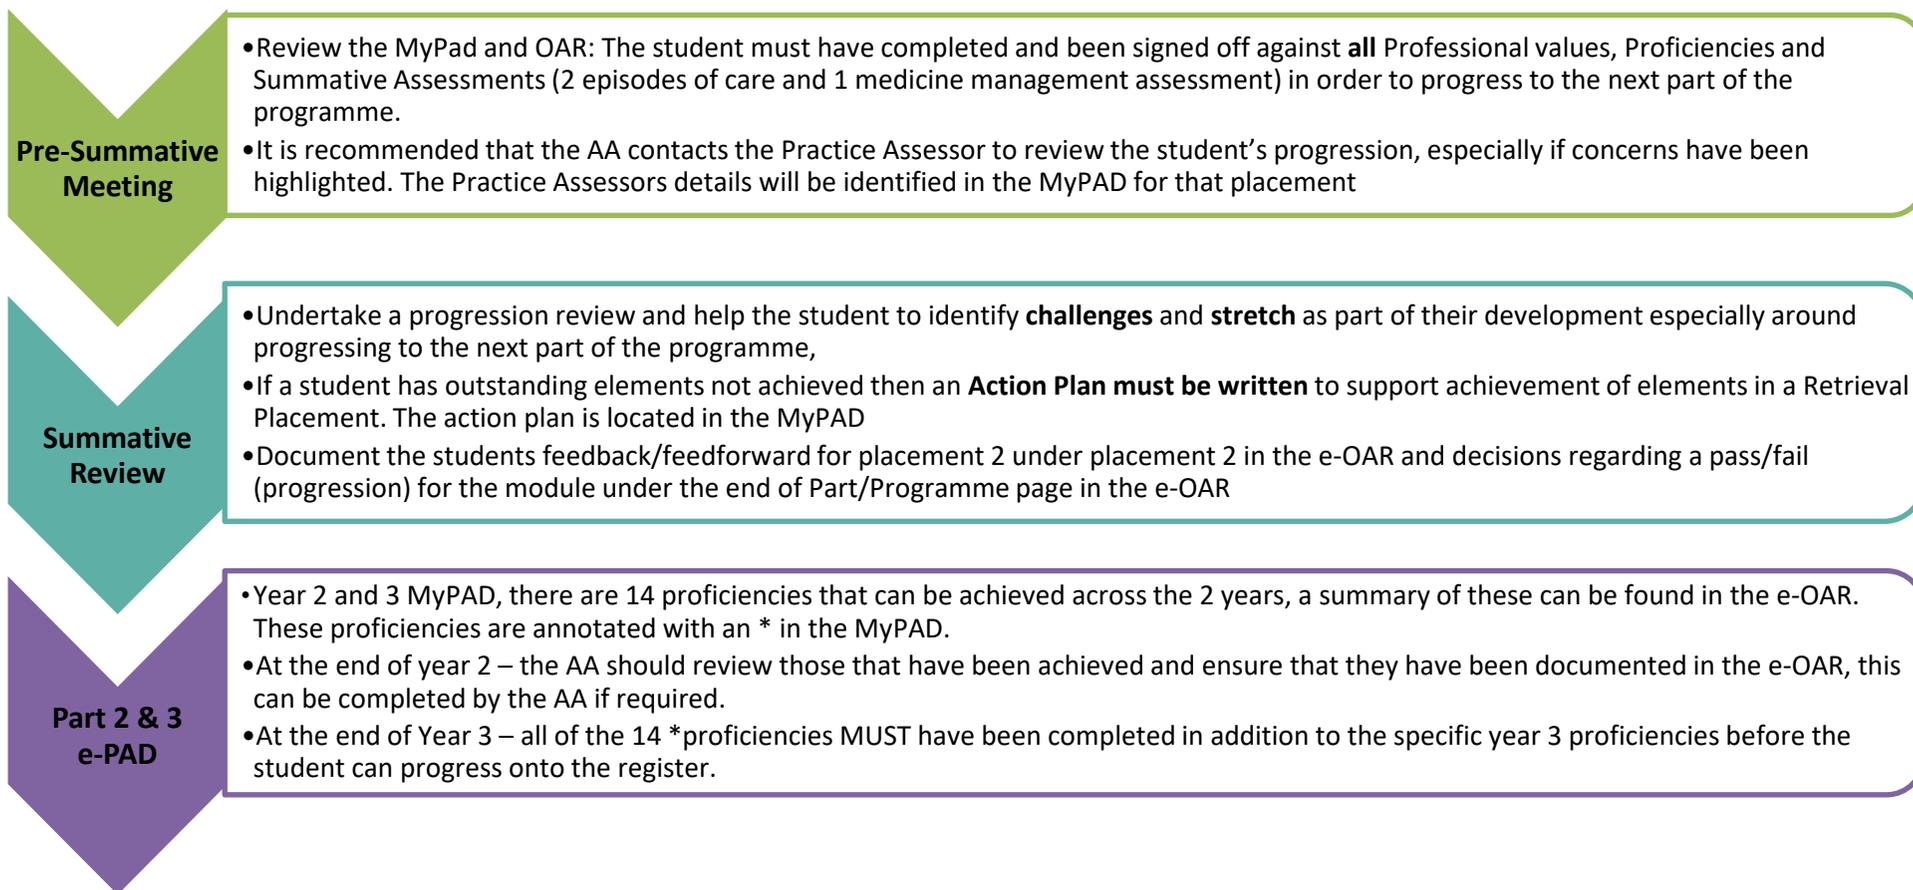 Pre-Summative
Meeting
•Review the MyPad and OAR: The student must have completed and been signed off against all Professional values, Proficiencies and
Summative Assessments (2 episodes of care and 1 medicine management assessment) in order to progress to the next part of the
programme.
•It is recommended that the AA contacts the Practice Assessor to review the student’s progression, especially if concerns have been
highlighted. The Practice Assessors details will be identified in the MyPAD for that placement
Summative
Review
•Undertake a progression review and help the student to identify challenges and stretch as part of their development especially around
progressing to the next part of the programme,
•If a student has outstanding elements not achieved then an Action Plan must be written to support achievement of elements in a Retrieval
Placement. The action plan is located in the MyPAD
•Document the students feedback/feedforward for placement 2 under placement 2 in the e-OAR and decisions regarding a pass/fail
(progression) for the module under the end of Part/Programme page in the e-OAR
Part 2 & 3
e-PAD
•Year 2 and 3 MyPAD, there are 14 proficiencies that can be achieved across the 2 years, a summary of these can be found in the e-OAR.
These proficiencies are annotated with an * in the MyPAD.
•At the end of year 2 – the AA should review those that have been achieved and ensure that they have been documented in the e-OAR, this
can be completed by the AA if required.
•At the end of Year 3 – all of the 14 *proficiencies MUST have been completed in addition to the specific year 3 proficiencies before the
student can progress onto the register.